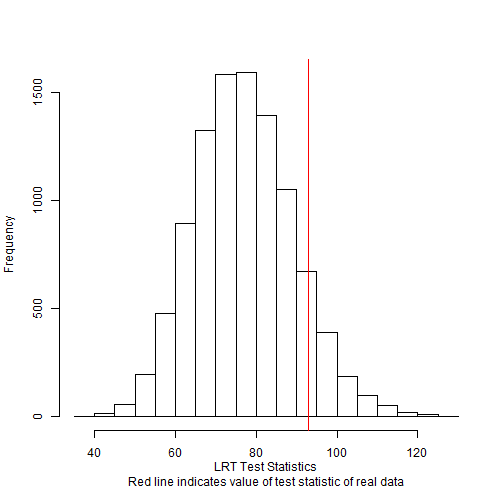 1500
1000
500
0
Frequency
40 60 80 100 120
LRT Test Statistics
Red line indicates value of test statistic of real data